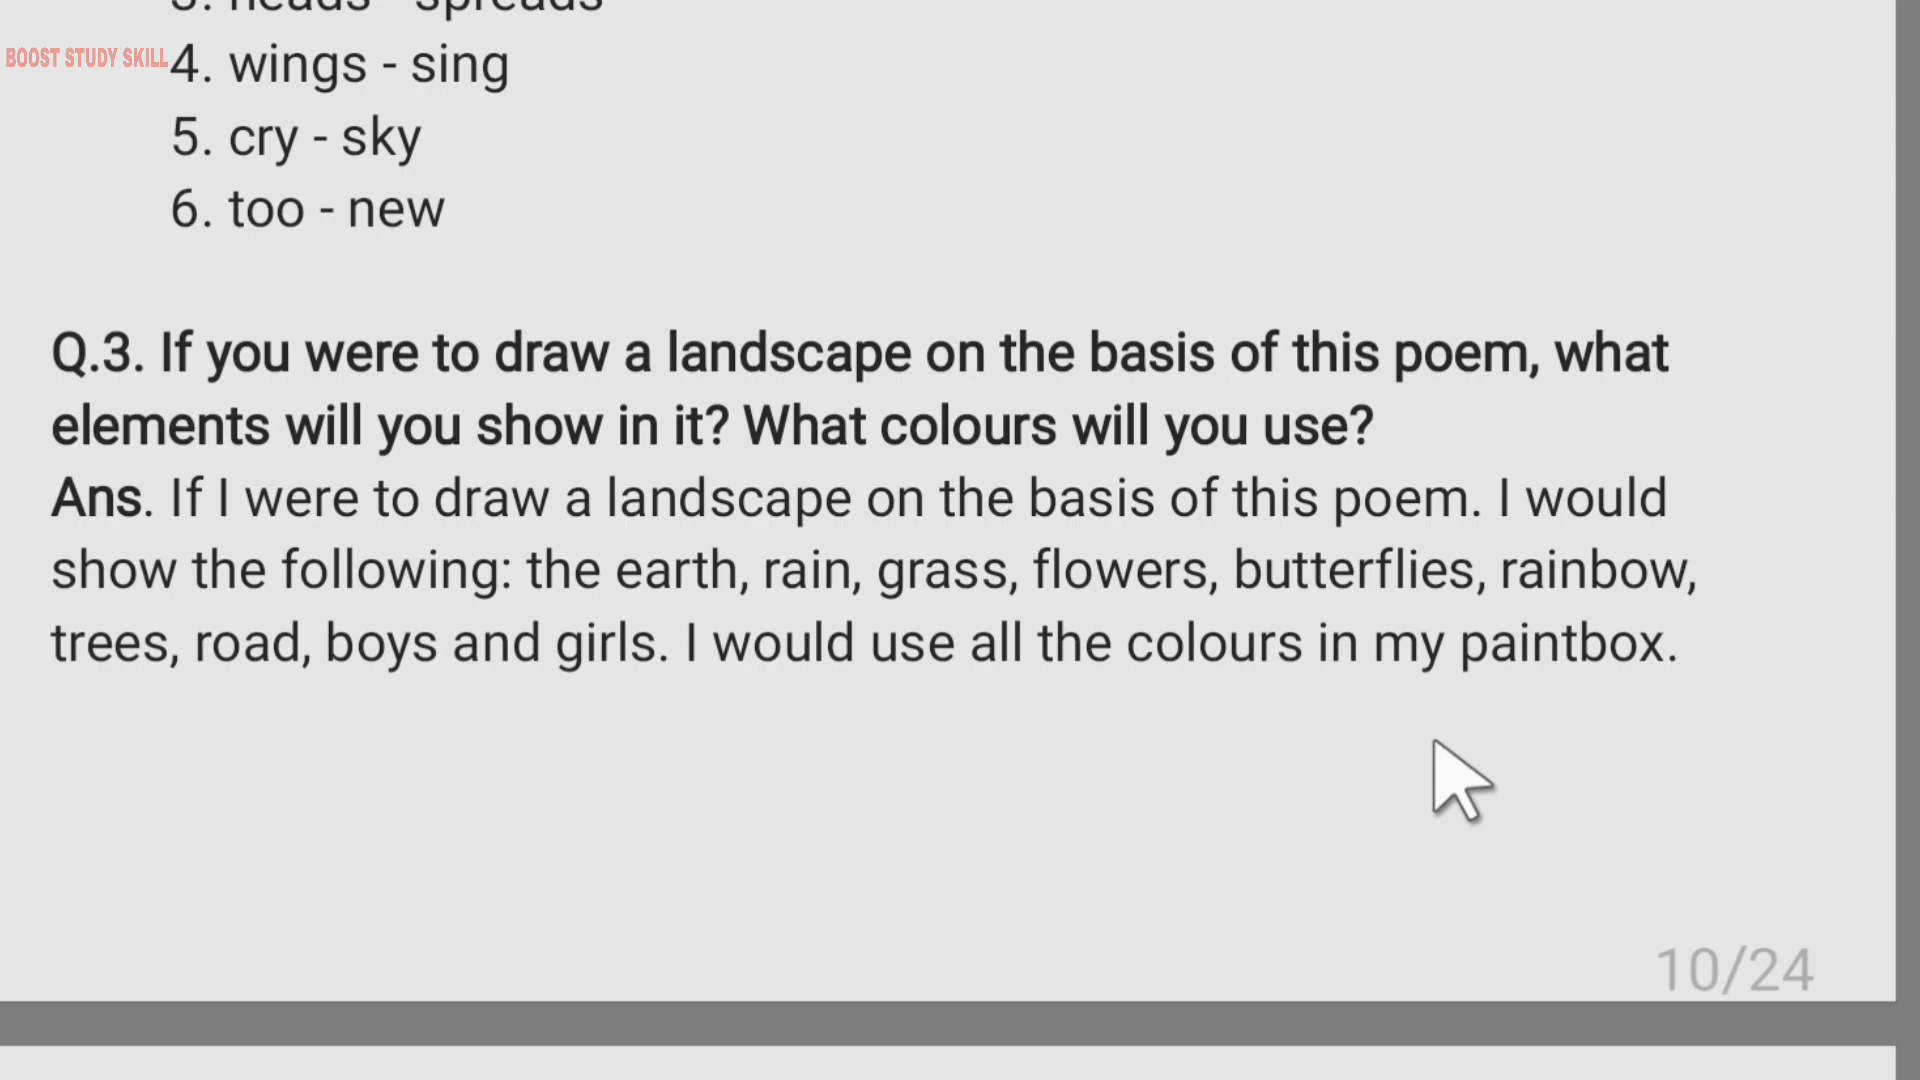 3. heads - spreads
BOOST STUDY SKILL
4. wings - sing
5. cry - sky
6. too - new
Q.3. If you were to draw a landscape on the basis of this poem, what
elements will you show in it? What colours will you use?
Ans. If I were to draw a landscape on the basis of this poem. I would
show the following: the earth, rain, grass, flowers, butterflies, rainbow,
trees, road, boys and girls. I would use all the colours in my paintbox.
10/24